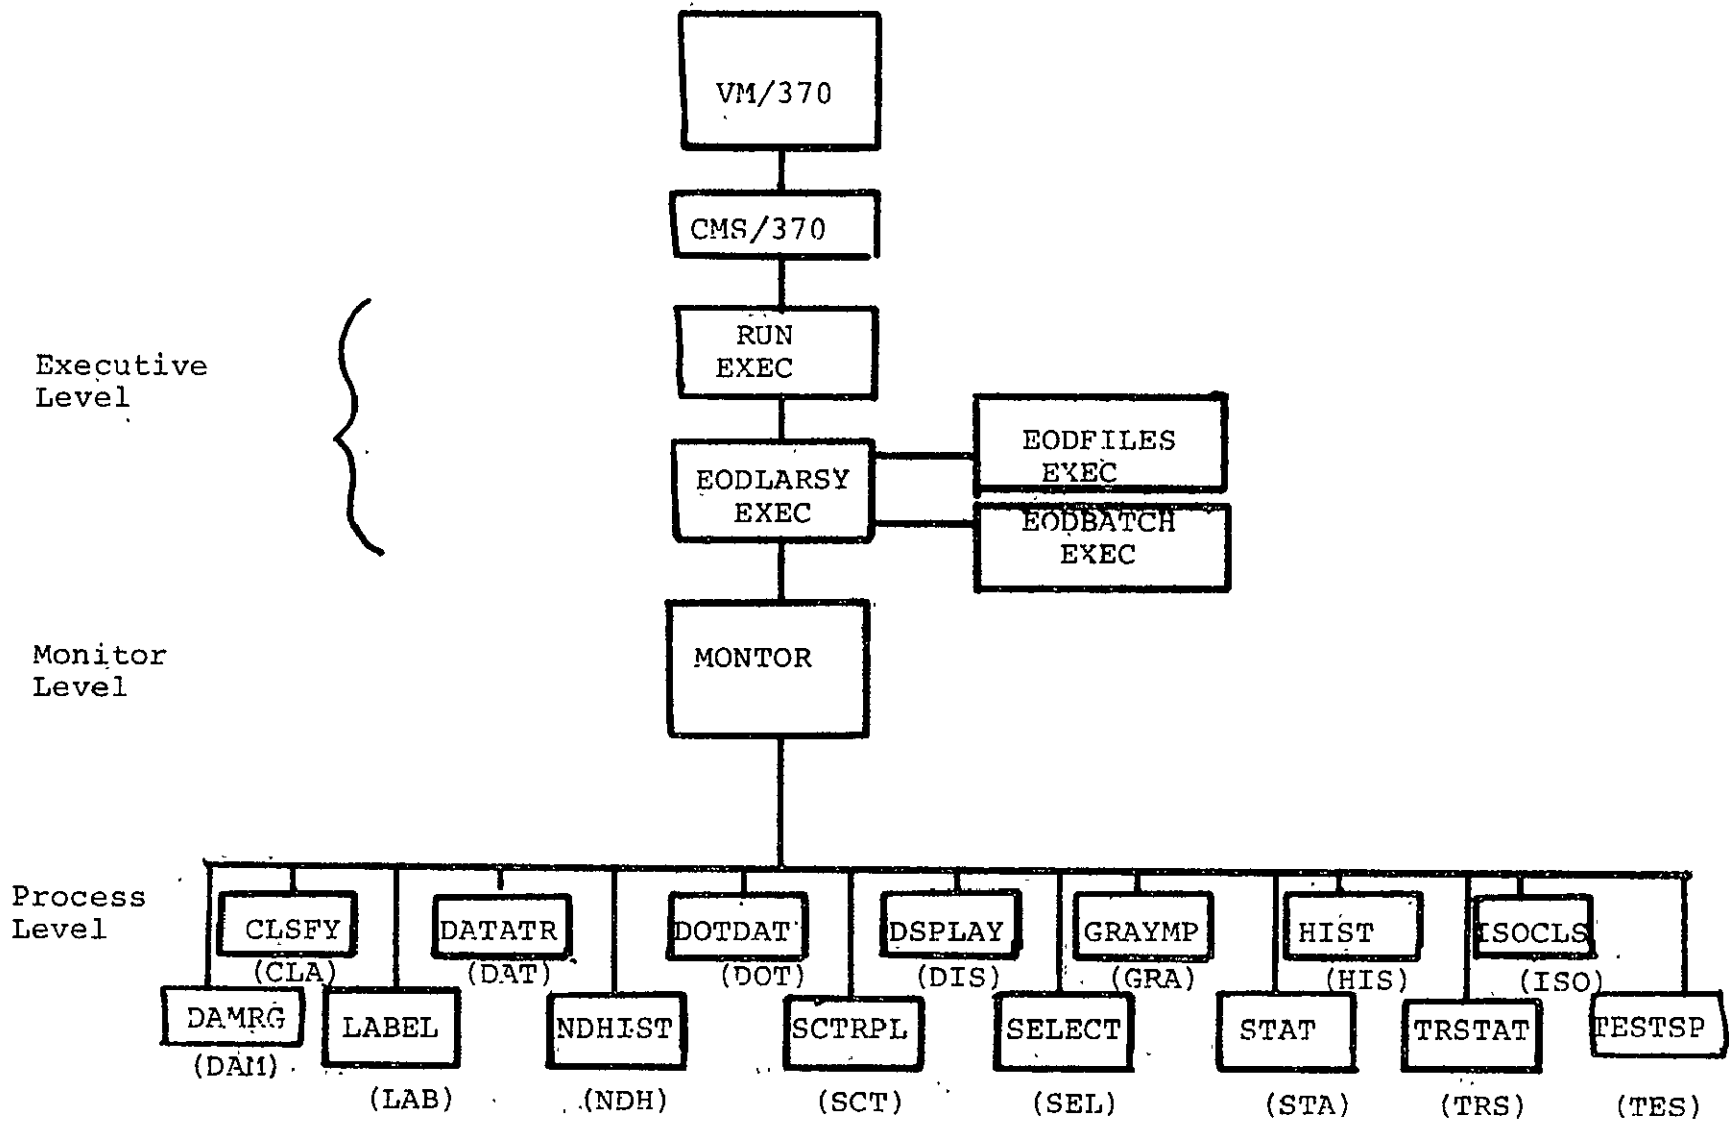 VM/370
CMS/370
RUN
EXEC
Executive
Level
EODFILES
EXEC
EODLARSY
EXEC
EODBATCH
EXEC
Monitor
Level
MONTOR
Process
Level
CLSFY
DATATR
DOTDAT
DSPLAY
GRAYMP
HIST
ISOCLS
(CLA)
(DAT)
(DOT)
(DIS)
(GRA)
(HIS)
(ISO)
DAMRG
LABEL
NDHIST
SCTRPL
SELECT
STAT
TRSTAT
TESTSP
(DAM)
(LAB)
(NDH)
(SCT)
(SEL)
(STA)
(TRS)
(TES)